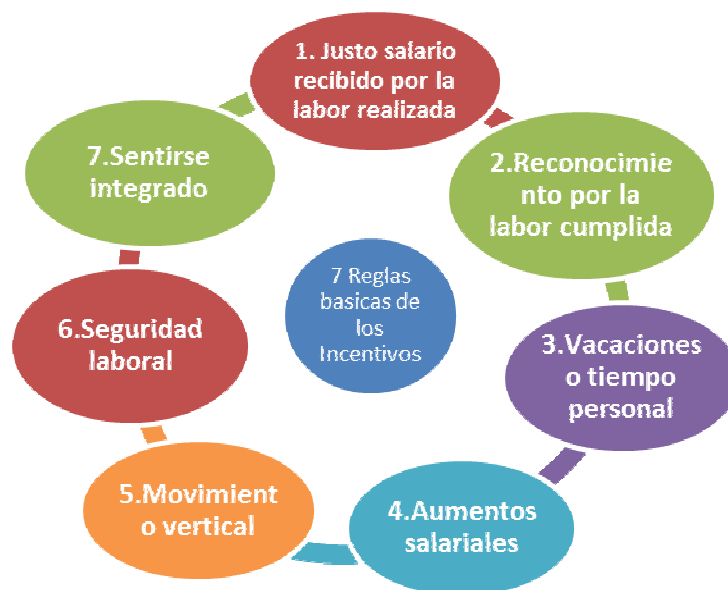 1. Justo salario
recibido por la
labor realizada
2.Reconocimie
nto por la
labor cumplida
3.Vacaciones
o tiempo
personal
4.Aumentos
salariales
5.Movimient
o vertical
6.Seguridad
laboral
7.Sentirse
integrado
7 Reglas
basicas de
los
Incentivos